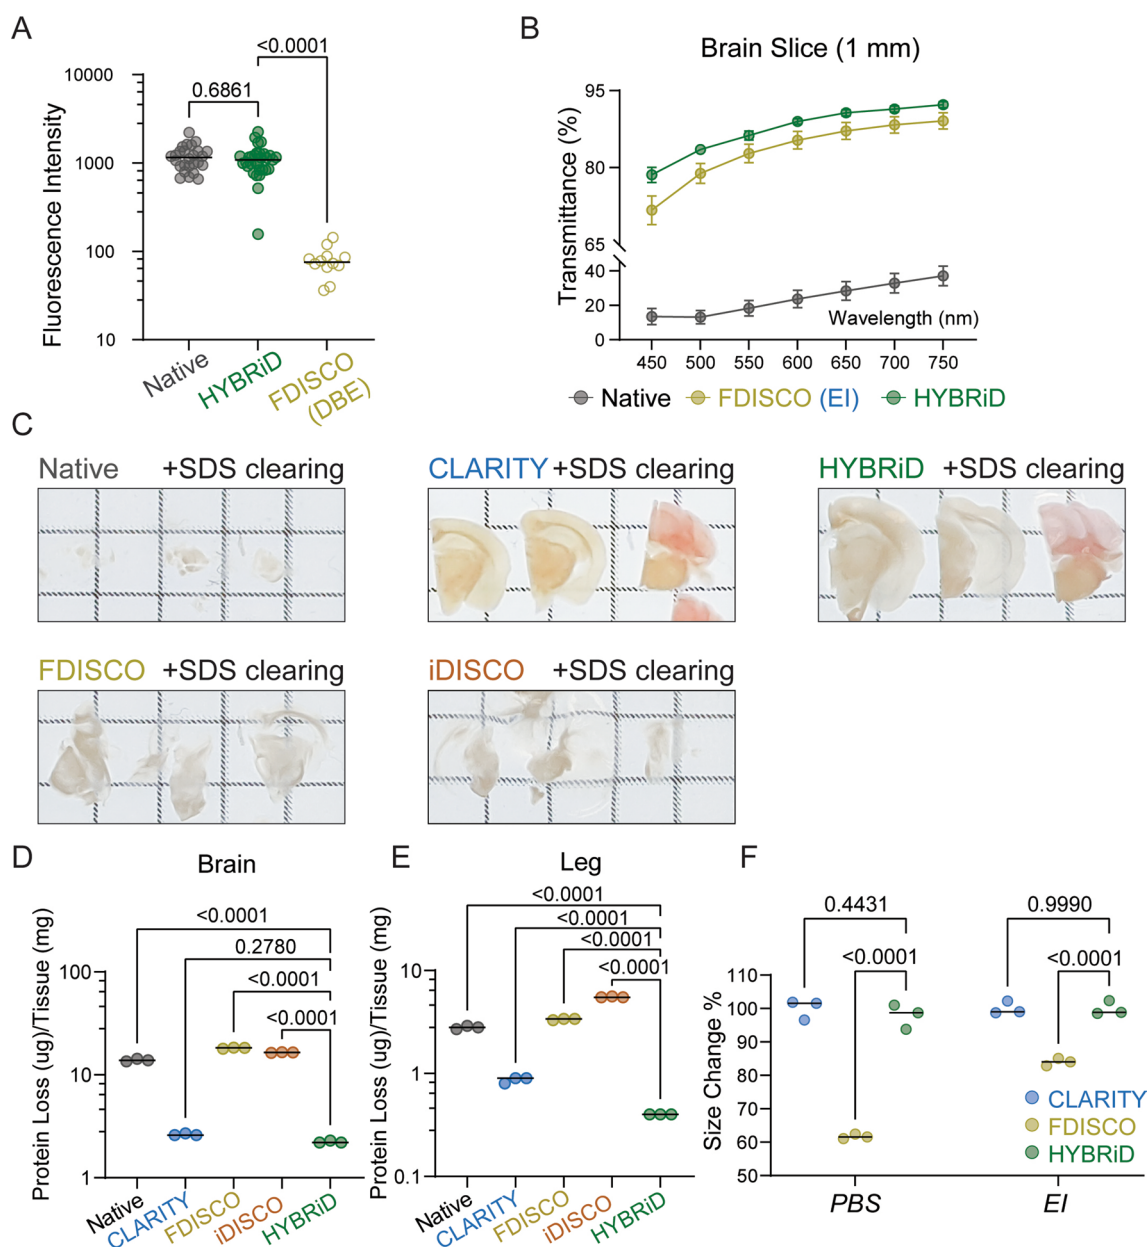 A
<0.0001
0.6861
10000
1000
100
10
Fluorescence Intensity
Native
HYBRiD
FDISCO
(DBE)
B
Brain Slice (1 mm)
95
80
65
40
20
0
Transmittance (%)
Wavelength (nm)
450 500 550 600 650 700 750
Native FDISCO (EI) HYBRiD
C
Native +SDS clearing
CLARITY +SDS clearing
HYBRiD +SDS clearing
FDISCO +SDS clearing
iDISCO +SDS clearing
D
Brain
<0.0001
0.2780
<0.0001
<0.0001
100
10
1
Protein Loss (ug)/Tissue (mg)
Native
CLARITY
FDISCO
iDISCO
HYBRiD
E
Leg
<0.0001
<0.0001
<0.0001
<0.0001
10
1
0.1
Protein Loss (ug)/Tissue (mg)
Native
CLARITY
FDISCO
iDISCO
HYBRiD
F
0.4431
0.9990
<0.0001
<0.0001
110
100
90
80
70
60
50
Size Change %
CLARITY
FDISCO
HYBRiD
PBS
EI